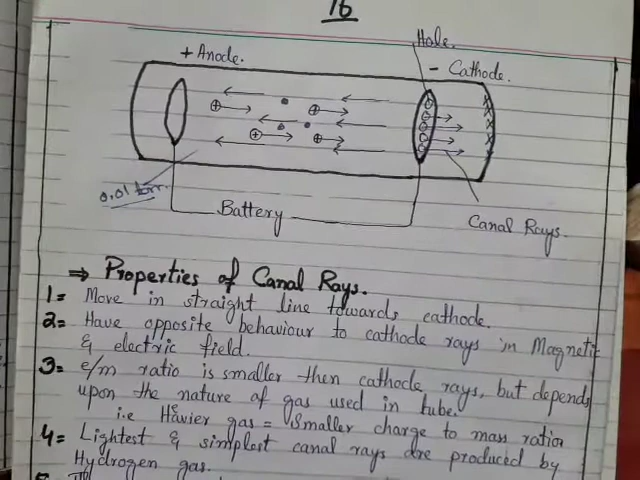 16
Hole.
+ Anode.
- Cathode.
0.01 torr.
Battery
Canal Rays.
⇒ Properties of Canal Rays.
1= Move in straight line towards cathode.
2= Have opposite behaviour to cathode rays in Magnetic
& electric field.
3= e/m ratio is smaller then cathode rays, but depends
upon the nature of gas used in tube.
i.e Havier gas = Smaller charge to mass ratio
4= Lightest & simplest canal rays are produced by
Hydrogen gas.